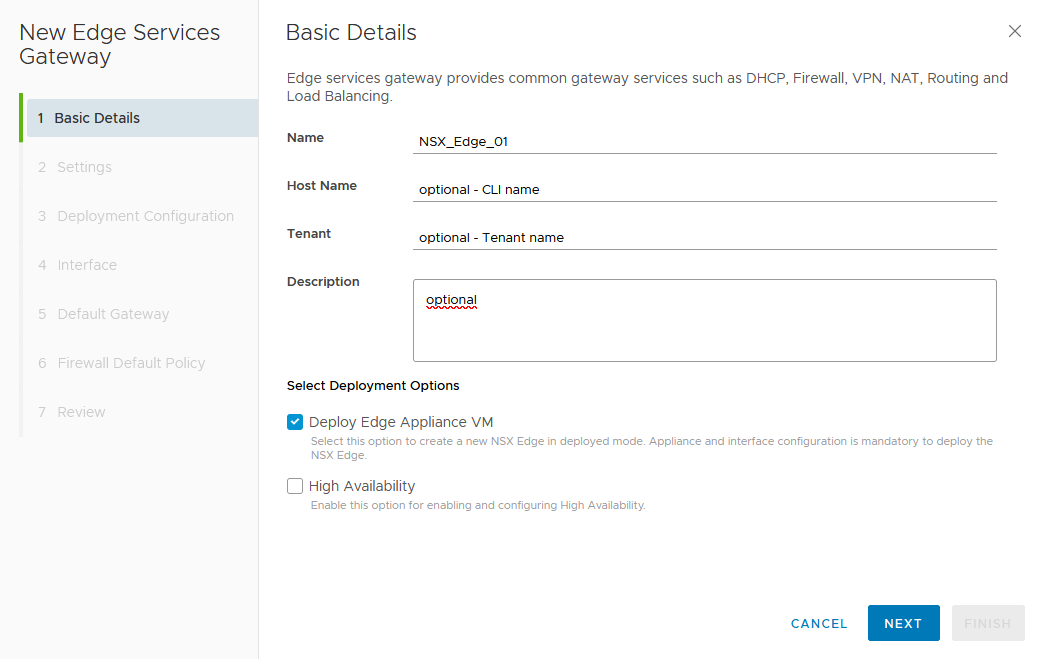 New Edge Services
Gateway
1 Basic Details
2 Settings
3 Deployment Configuration
4 Interface
5 Default Gateway
6 Firewall Default Policy
7 Review
Basic Details
Edge services gateway provides common gateway services such as DHCP, Firewall, VPN, NAT, Routing and
Load Balancing.
Name NSX_Edge_01
Host Name optional - CLI name
Tenant optional - Tenant name
Description optional
Select Deployment Options
Deploy Edge Appliance VM
Select this option to create a new NSX Edge in deployed mode. Appliance and interface configuration is mandatory to deploy the
NSX Edge.
High Availability
Enable this option for enabling and configuring High Availability.
CANCEL NEXT FINISH